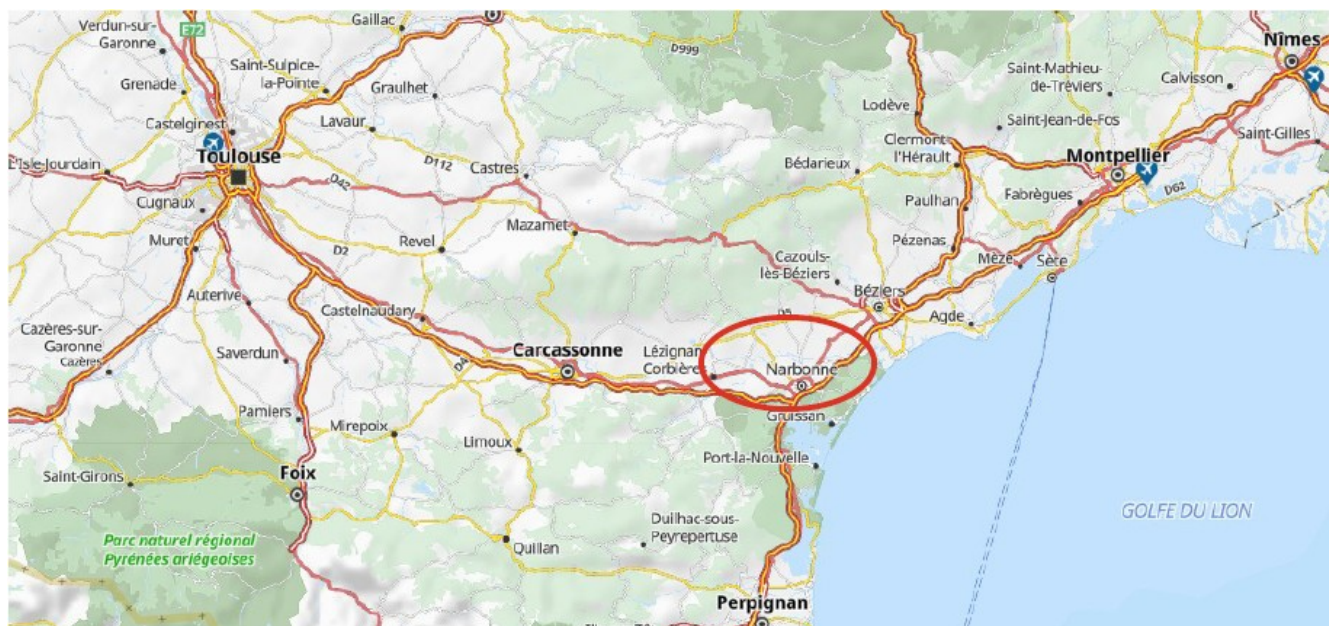 E72
Gaillac
Verdun-sur-
Garonne
D999
Nîmes
Saint-Sulpice-
la-Pointe
Grenade
Graulhet
Saint-Mathieu-
de-Tréviers
Calvisson
Lodève
Castelginest
Lavaur
Saint-Jean-de-Fos
Clermont-
l'Hérault
Saint-Gilles
Toulouse
Isle-Jourdain
D112
Castres
Bédarieux
Montpellier
D42
D62
Cugnaux
Fabrègues
Paulhan
Mazamet
Muret
D2
Revel
Pézenas
Cazouls-
lès-Béziers
Mèze
Sète
Auterive
Béziers
Castelnaudary
D5
Agde
Cazères-sur-
Garonne
Cazères
Saverdun
D4
Carcassonne
Lézignan
Corbières
Narbonne
Pamiers
Mirepoix
Limoux
Gruissan
Port-la-Nouvelle
Saint-Girons
Foix
GOLFE DU LION
Parc naturel régional
Pyrénées ariégeoises
Duilhac-sous-
Peyrepertuse
Quillan
Perpignan